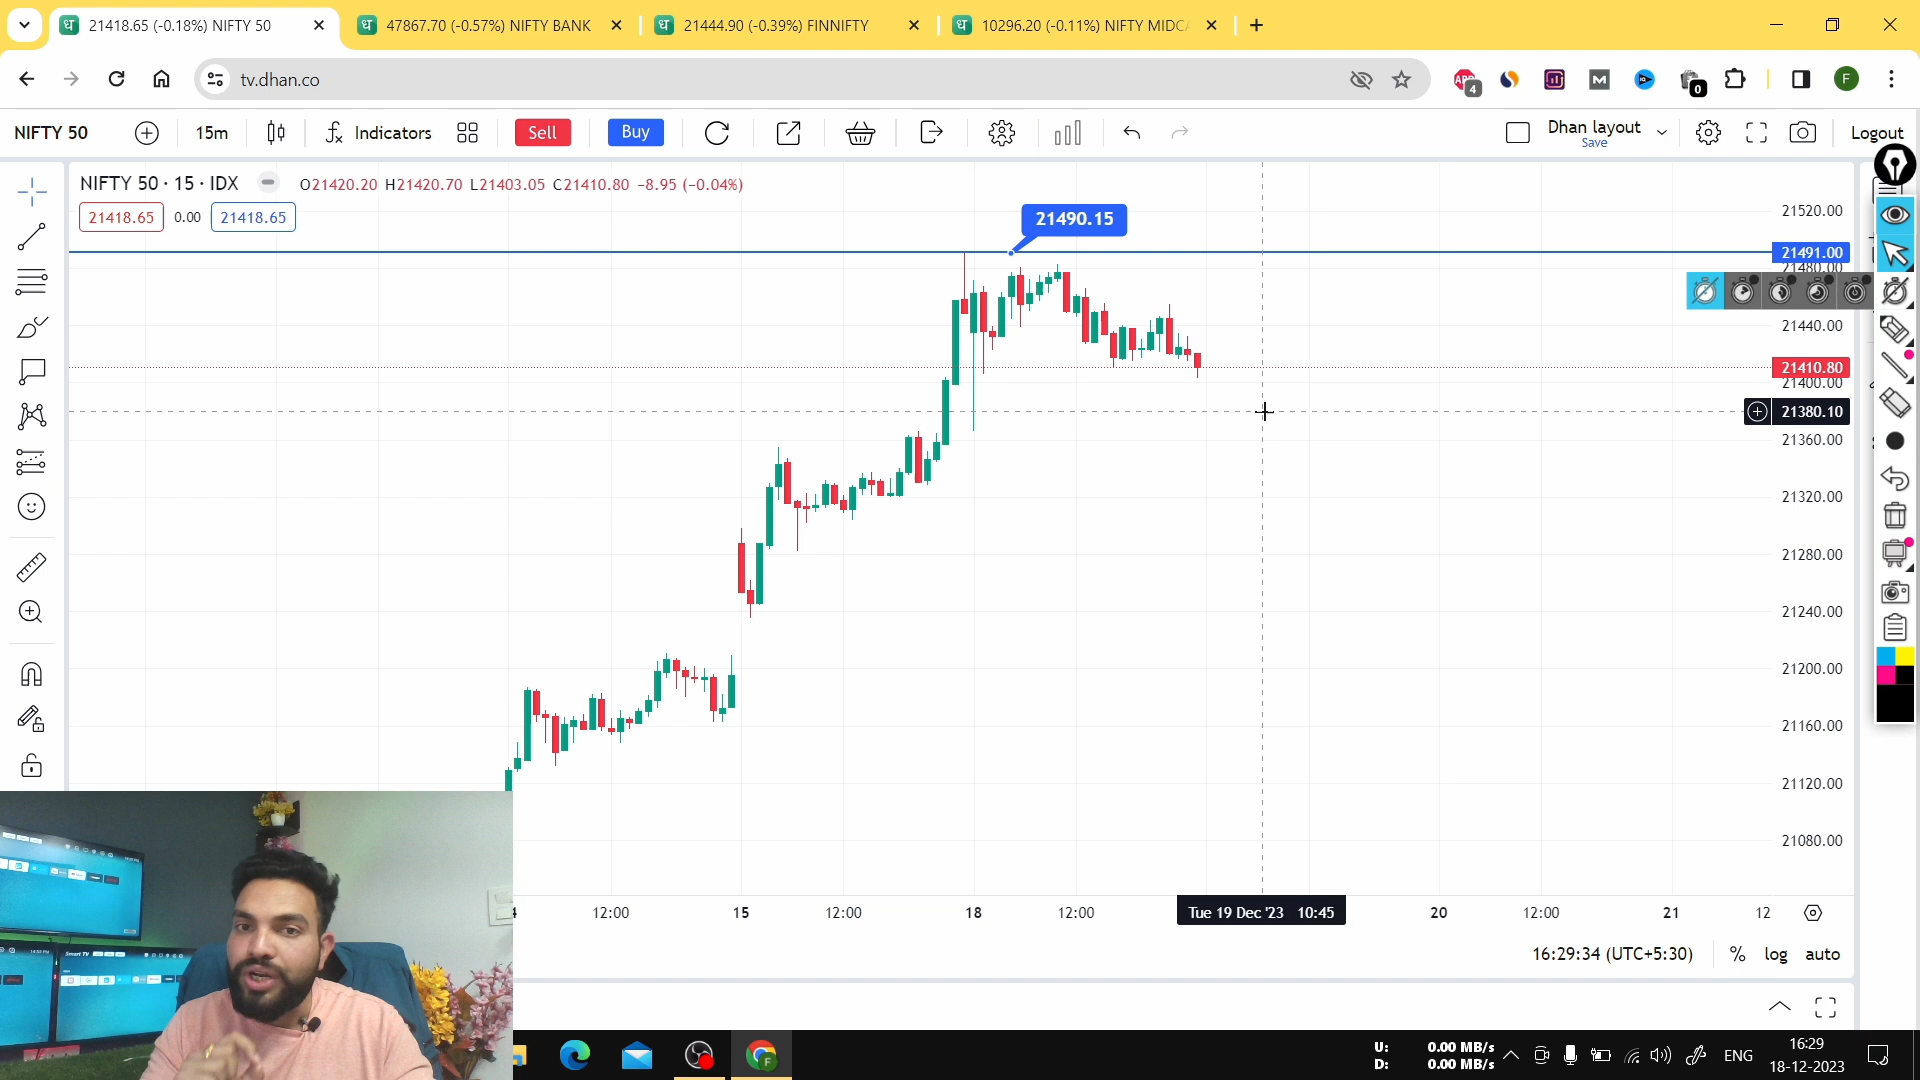 21418.65 (-0.18%) NIFTY 50
47867.70 (-0.57%) NIFTY BANK
21444.90 (-0.39%) FINNIFTY
10296.20 (-0.11%) NIFTY MIDCA
tv.dhan.co
4
0
F
NIFTY 50
15m
Indicators
Sell
Buy
Dhan layout
Save
Logout
NIFTY 50 · 15 · IDX
O21420.20 H21420.70 L21403.05 C21410.80 −8.95 (−0.04%)
21418.65 0.00 21418.65
21490.15
21520.00
21491.00
21480.00
21440.00
21410.80
21400.00
21380.10
21360.00
21320.00
21280.00
21240.00
21200.00
21160.00
21120.00
21080.00
12:00 15 12:00 18 12:00 Tue 19 Dec '23 10:45 20 12:00 21 12
16:29:34 (UTC+5:30) % log auto
U: 0.00 MB/s
D: 0.00 MB/s
ENG
16:29
18-12-2023